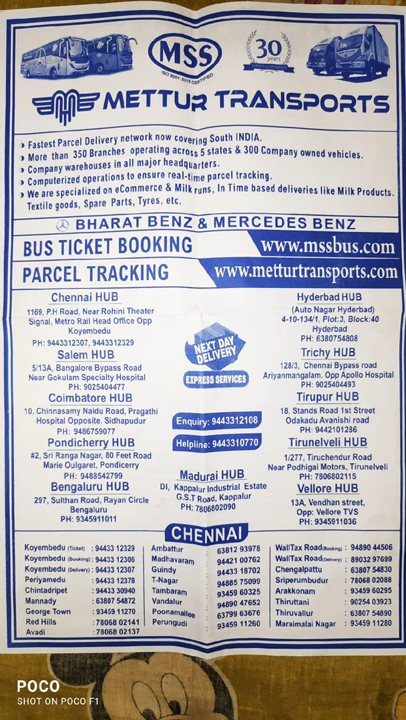 MSS
ISO 9001:2015 CERTIFIED
30
years
METTUR TRANSPORTS
» Fastest Parcel Delivery network now covering South INDIA.
» More than 350 Branches operating across 5 states & 300 Company owned vehicles.
» Company warehouses in all major headquarters.
» Computerized operations to ensure real-time parcel tracking.
» We are specialized on eCommerce & Milk runs, In Time based deliveries like Milk Products.
Textile goods, Spare Parts, Tyres, etc.
BHARAT BENZ & MERCEDES BENZ
BUS TICKET BOOKING www.mssbus.com
PARCEL TRACKING www.metturtransports.com
Chennai HUB
1169, P.H Road, Near Rohini Theater
Signal, Metro Rail Head Office Opp
Koyembedu
PH: 9443312307, 9443312329
Salem HUB
5/13A, Bangalore Bypass Road
Near Gokulam Specialty Hospital
PH: 9025404477
Coimbatore HUB
10, Chinnasamy Naidu Road, Pragathi
Hospital Opposite, Sidhapudur
PH: 9486759077
Pondicherry HUB
#2, Sri Ranga Nagar, 80 Feet Road
Marie Oulgaret, Pondicerry
PH: 9488542799
Bengaluru HUB
297, Sulthan Road, Rayan Circle
Bengaluru
PH: 9345911011
NEXT DAY
DELIVERY
EXPRESS SERVICES
Enquiry: 9443312108
Helpline: 9443310770
Madurai HUB
DI, Kappalur Industrial Estate
G.S.T Road, Kappalur
PH: 7806802090
Hyderbad HUB
(Auto Nagar Hyderbad)
4-10-134/1, Plot:3, Block:40
Hyderbad
PH: 6380754808
Trichy HUB
128/3, Chennai Bypass road
Ariyanmangalam. Opp Apollo Hospital
PH: 9025404493
Tirupur HUB
18. Stands Road 1st Street
Odakadu Avanishi road
PH: 9442101286
Tirunelveli HUB
1/277, Tiruchendur Road
Near Podhigai Motors, Tirunelveli
PH: 7806802115
Vellore HUB
13A, Vendhan street,
Opp: Vellore TVS
PH: 9345911036
CHENNAI
Koyembedu (Ticket) : 94433 12329
Koyembedu (Booking) : 94433 12306
Koyembedu (Delivery) : 94433 12307
Periyamedu : 94433 12378
Chintadripet : 94433 30940
Mannady : 63807 54872
George Town : 93459 11270
Red Hills : 78068 02141
Avadi : 78068 02137
Ambattur : 63812 93978
Madhavaram : 94421 00762
Guindy : 94433 18702
T-Nagar : 94885 75099
Tambaram : 93459 60325
Vandalur : 94890 47652
Poonamallee : 63799 63676
Perungudi : 93459 11260
WallTax Road(Booking) : 94890 44506
WallTax Road(Delivery) : 89032 97699
Chengalpattu : 63807 54830
Sriperumbudur : 78068 02088
Arakkonam : 93459 60295
Thiruttani : 90254 03923
Thiruvallur : 63807 54890
Maraimalai Nagar : 93459 11280
POCO
SHOT ON POCO F1